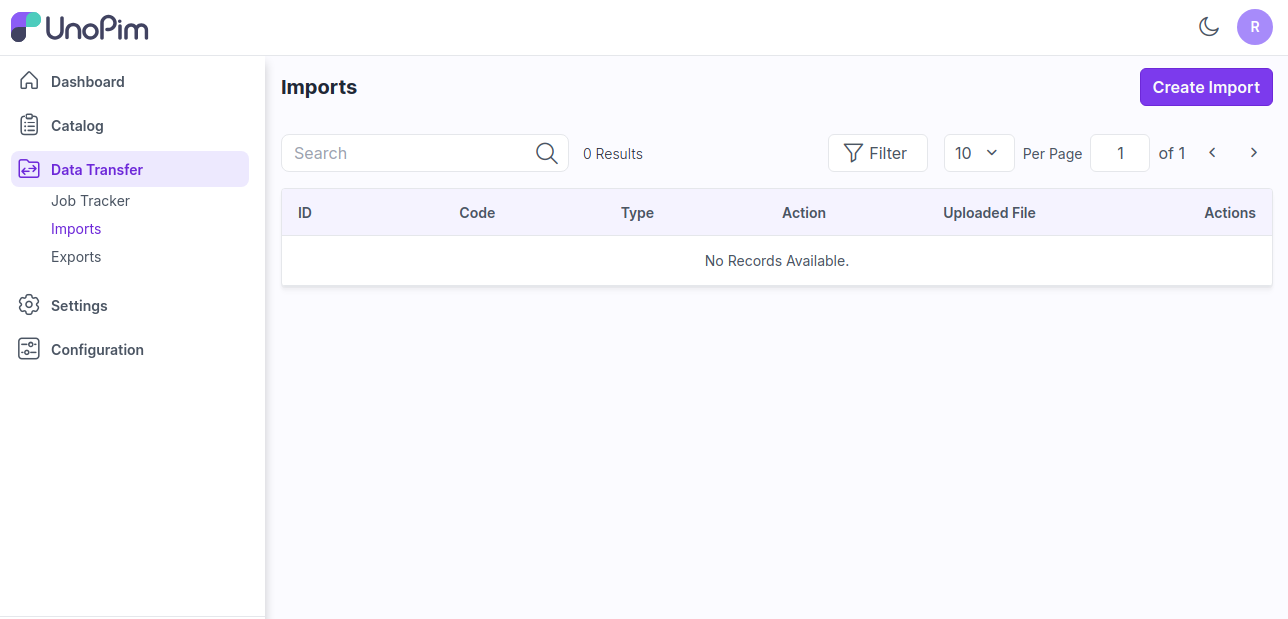 UnoPim
R
Dashboard
Catalog
Data Transfer
Job Tracker
Imports
Exports
Settings
Configuration
Imports
Create Import
Search
0 Results
Filter
10
Per Page
1
of 1
ID Code Type Action Uploaded File Actions
No Records Available.